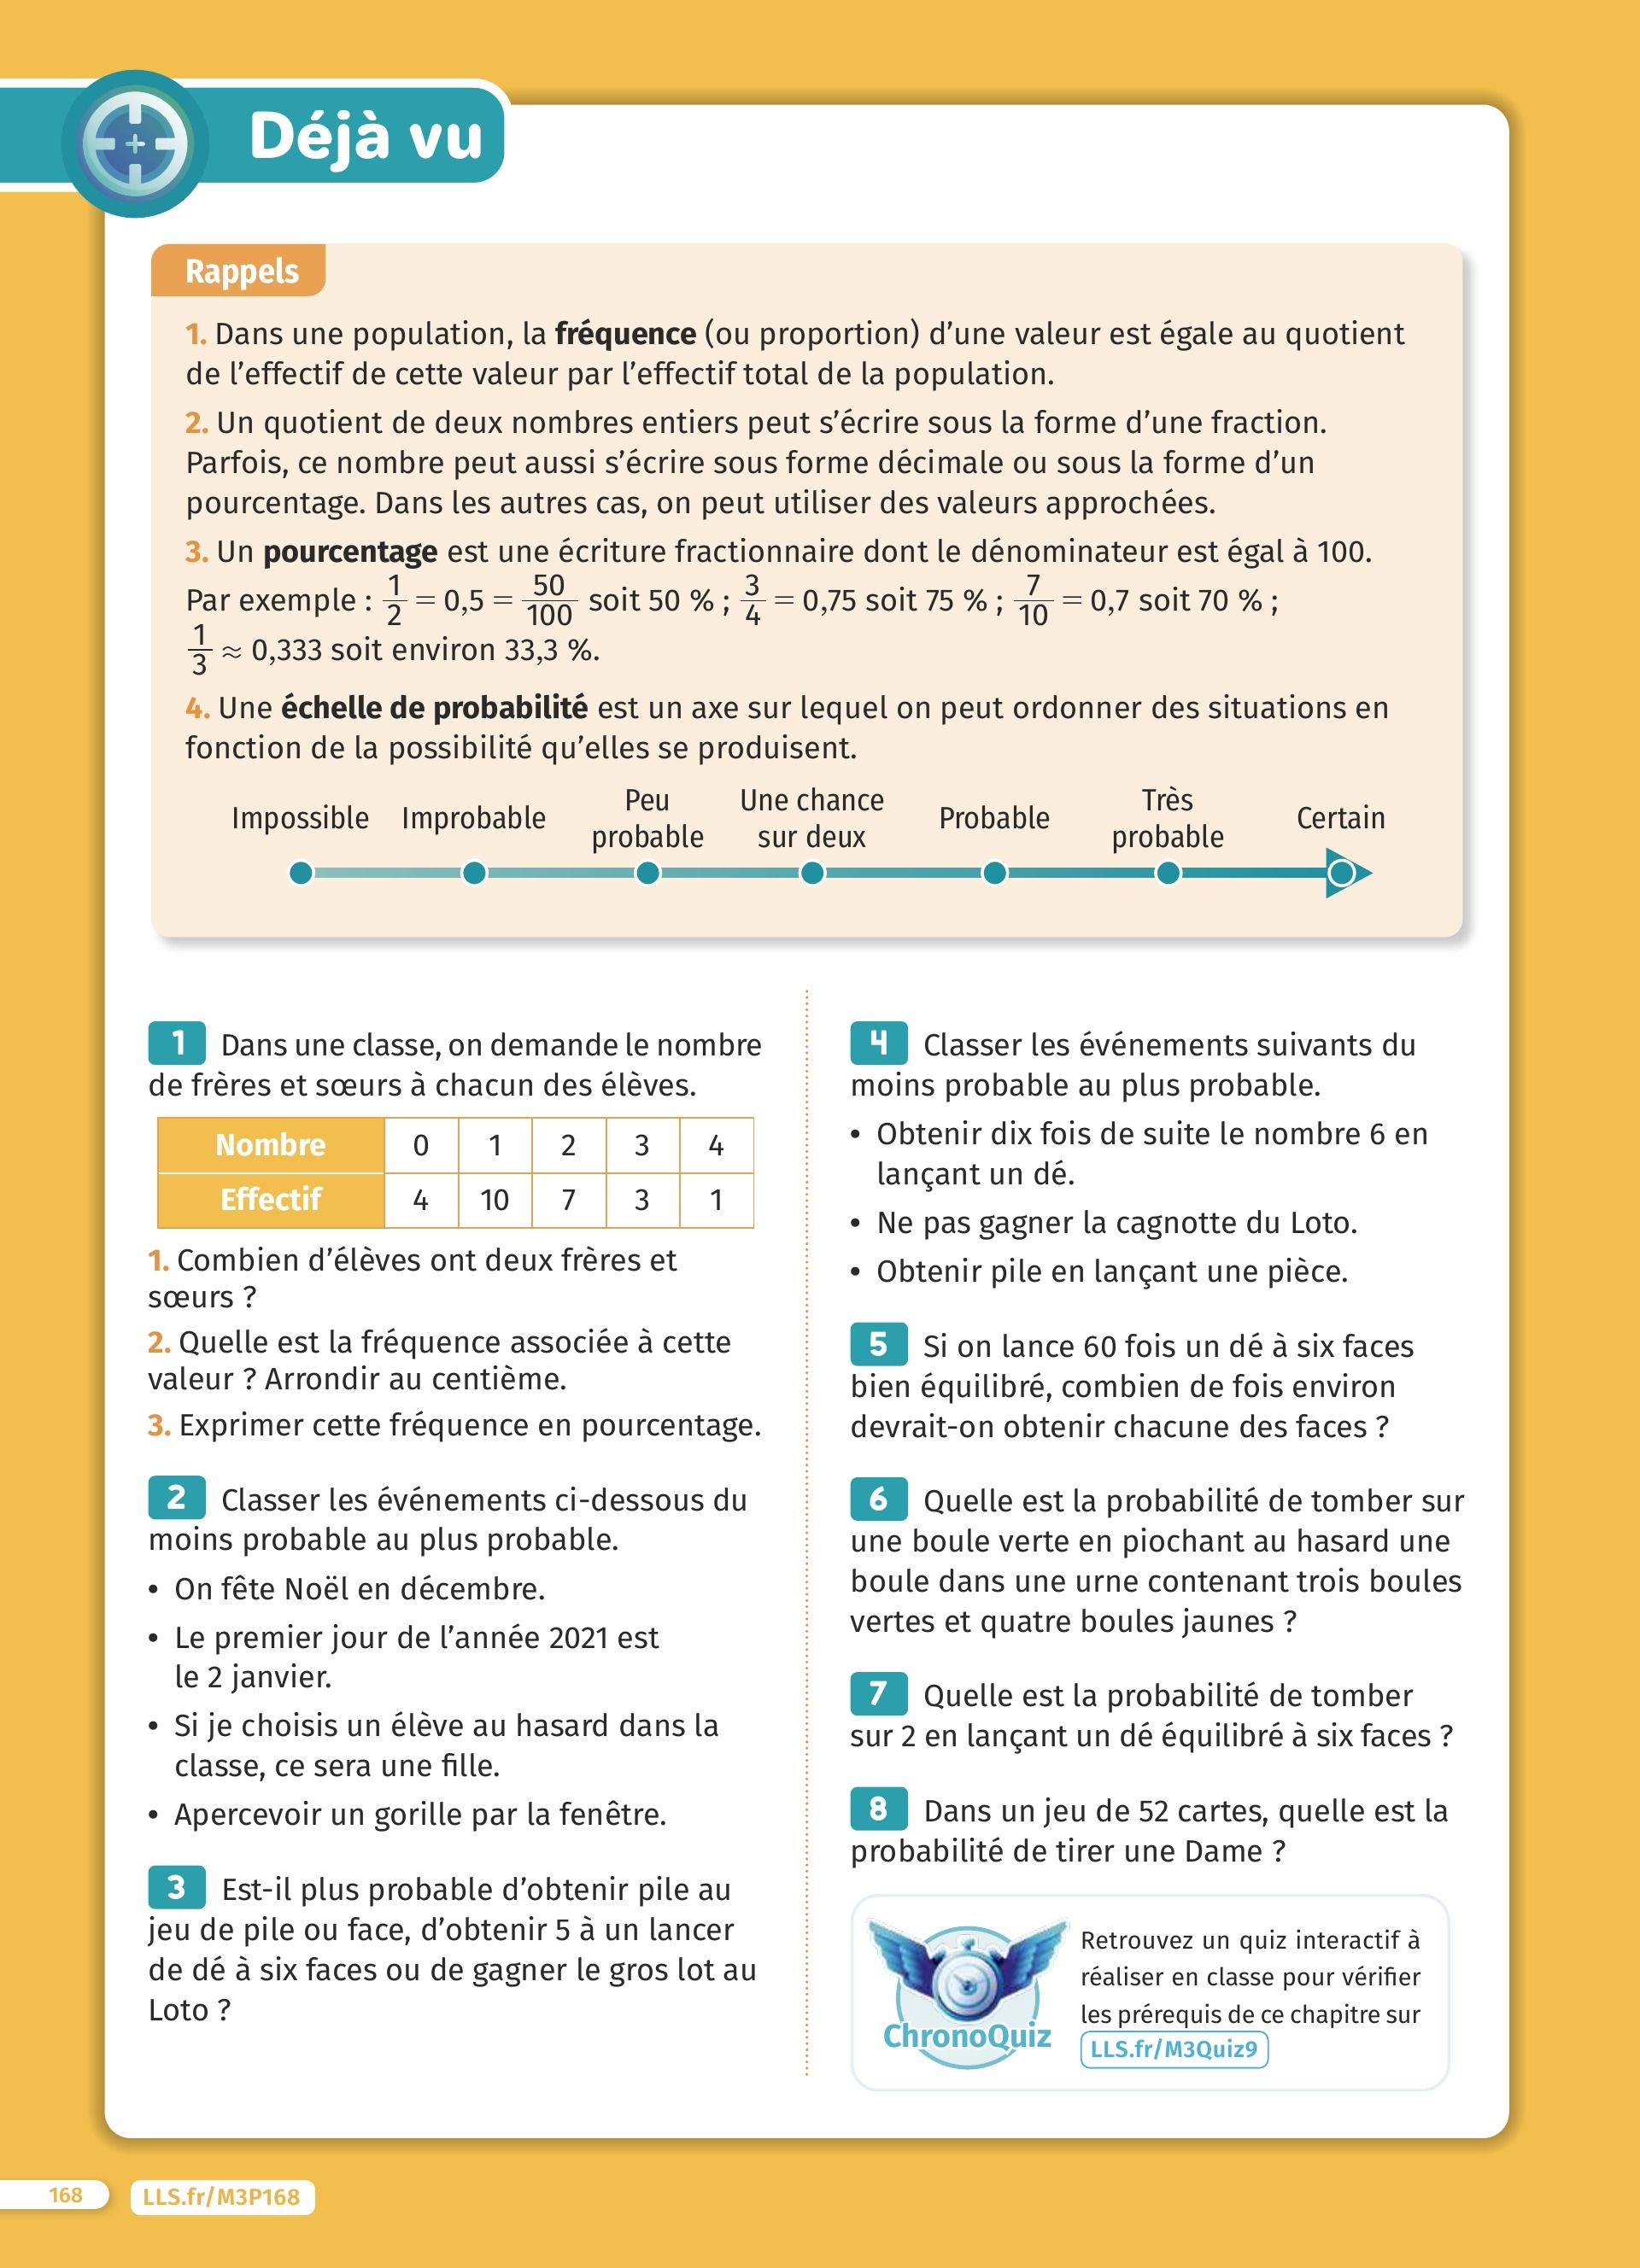 Déjà vu
Rappels
1. Dans une population, la fréquence (ou proportion) d’une valeur est égale au quotient
de l’effectif de cette valeur par l’effectif total de la population.
2. Un quotient de deux nombres entiers peut s’écrire sous la forme d’une fraction.
Parfois, ce nombre peut aussi s’écrire sous forme décimale ou sous la forme d’un
pourcentage. Dans les autres cas, on peut utiliser des valeurs approchées.
3. Un pourcentage est une écriture fractionnaire dont le dénominateur est égal à 100.
Par exemple : 1/2 = 0,5 = 50/100 soit 50 % ; 3/4 = 0,75 soit 75 % ; 7/10 = 0,7 soit 70 % ;
1/3 ≈ 0,333 soit environ 33,3 %.
4. Une échelle de probabilité est un axe sur lequel on peut ordonner des situations en
fonction de la possibilité qu’elles se produisent.
Impossible Improbable Peu probable Une chance sur deux Probable Très probable Certain
1 Dans une classe, on demande le nombre
de frères et sœurs à chacun des élèves.
Nombre 0 1 2 3 4
Effectif 4 10 7 3 1
1. Combien d’élèves ont deux frères et
sœurs ?
2. Quelle est la fréquence associée à cette
valeur ? Arrondir au centième.
3. Exprimer cette fréquence en pourcentage.
2 Classer les événements ci-dessous du
moins probable au plus probable.
• On fête Noël en décembre.
• Le premier jour de l’année 2021 est
le 2 janvier.
• Si je choisis un élève au hasard dans la
classe, ce sera une fille.
• Apercevoir un gorille par la fenêtre.
3 Est-il plus probable d’obtenir pile au
jeu de pile ou face, d’obtenir 5 à un lancer
de dé à six faces ou de gagner le gros lot au
Loto ?
4 Classer les événements suivants du
moins probable au plus probable.
• Obtenir dix fois de suite le nombre 6 en
lançant un dé.
• Ne pas gagner la cagnotte du Loto.
• Obtenir pile en lançant une pièce.
5 Si on lance 60 fois un dé à six faces
bien équilibré, combien de fois environ
devrait-on obtenir chacune des faces ?
6 Quelle est la probabilité de tomber sur
une boule verte en piochant au hasard une
boule dans une urne contenant trois boules
vertes et quatre boules jaunes ?
7 Quelle est la probabilité de tomber
sur 2 en lançant un dé équilibré à six faces ?
8 Dans un jeu de 52 cartes, quelle est la
probabilité de tirer une Dame ?
ChronoQuiz
Retrouvez un quiz interactif à
réaliser en classe pour vérifier
les prérequis de ce chapitre sur
LLS.fr/M3Quiz9
168 LLS.fr/M3P168